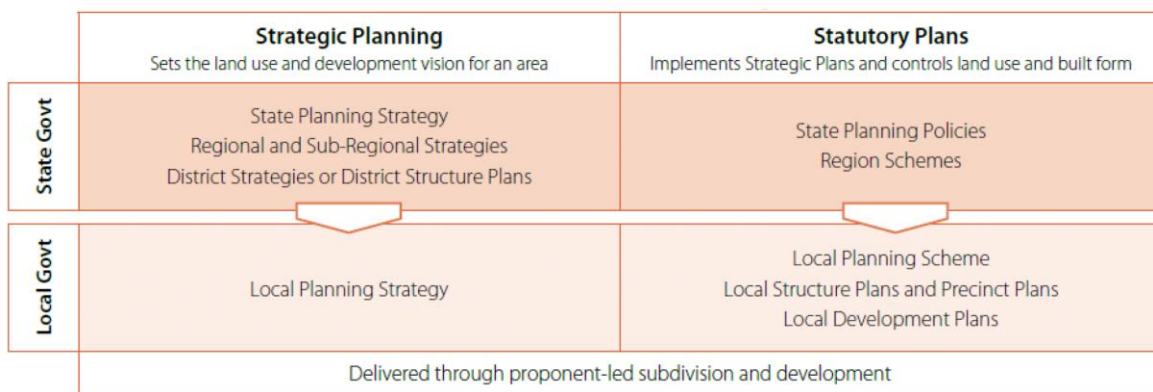 Strategic Planning
Sets the land use and development vision for an area
Statutory Plans
Implements Strategic Plans and controls land use and built form
State Govt
State Planning Strategy
Regional and Sub-Regional Strategies
District Strategies or District Structure Plans
State Planning Policies
Region Schemes
Local Govt
Local Planning Strategy
Local Planning Scheme
Local Structure Plans and Precinct Plans
Local Development Plans
Delivered through proponent-led subdivision and development